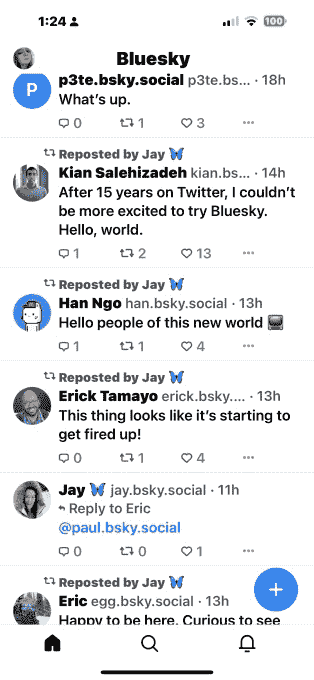 1:24
100
Bluesky
P
p3te.bsky.social p3te.bs... · 18h
What's up.
0 1 3 ...
Reposted by Jay 🦋
Kian Salehizadeh kian.bs... · 14h
After 15 years on Twitter, I couldn't
be more excited to try Bluesky.
Hello, world.
1 2 13 ...
Reposted by Jay 🦋
Han Ngo han.bsky.social · 13h
Hello people of this new world
1 1 4 ...
Reposted by Jay 🦋
Erick Tamayo erick.bsky.... · 13h
This thing looks like it's starting to
get fired up!
0 1 4 ...
Jay 🦋 jay.bsky.social · 11h
Reply to Eric
@paul.bsky.social
0 0 1 ...
Reposted by Jay 🦋
Eric egg.bsky.social · 13h
Happy to be here. Curious to see